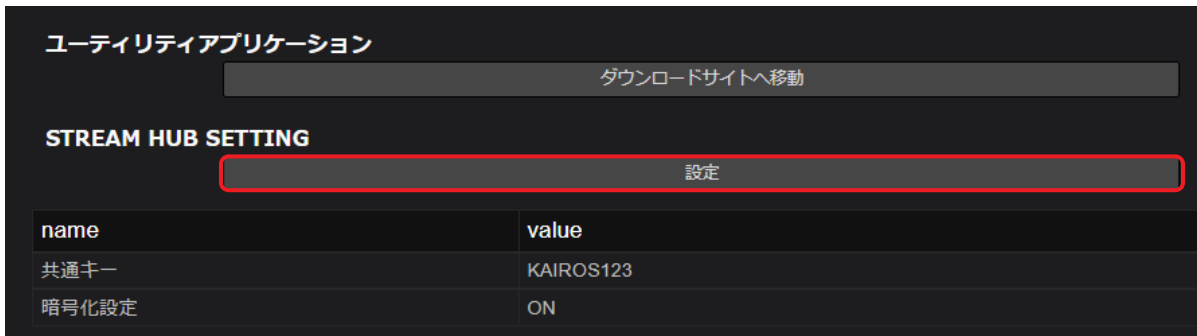 ユーティリティアプリケーション
ダウンロードサイトへ移動
STREAM HUB SETTING
設定
name value
共通キー KAIROS123
暗号化設定 ON